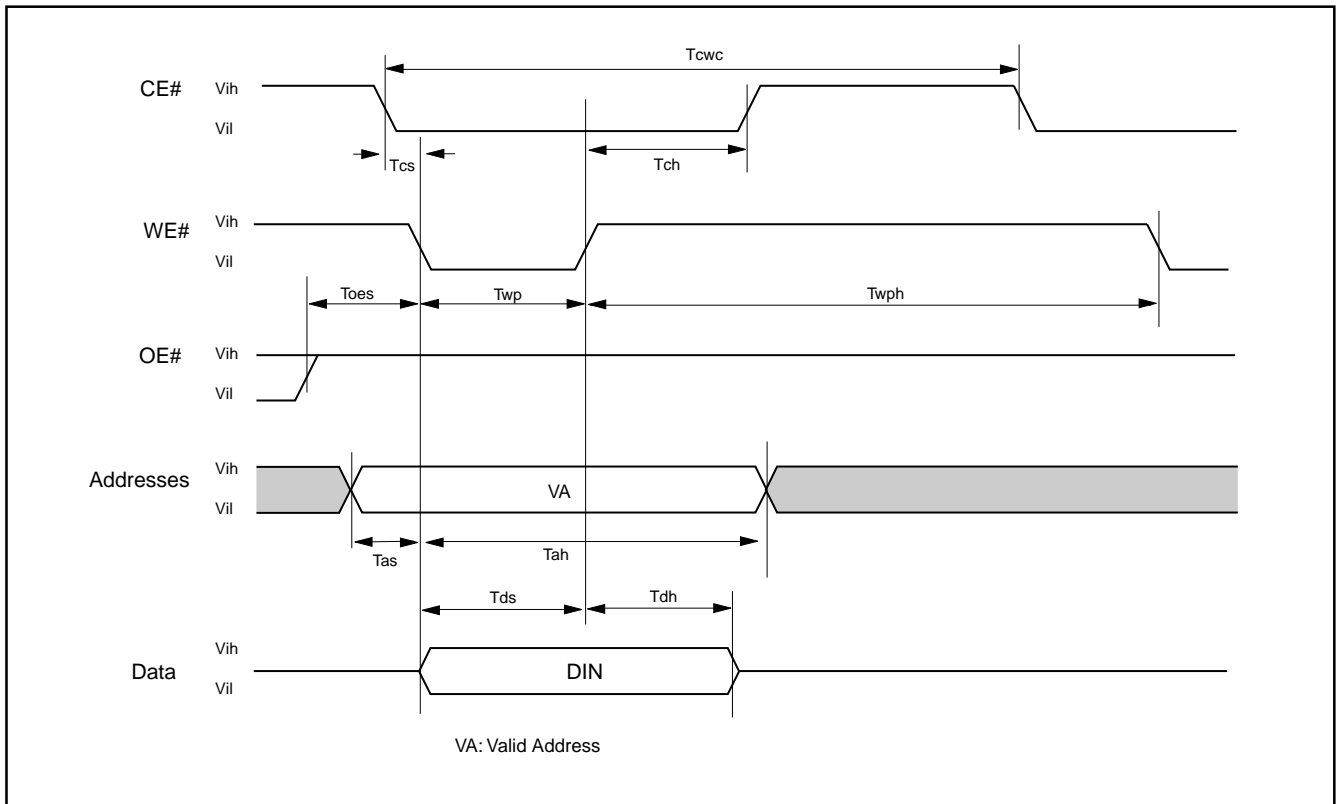 Tcwc
CE#
Vih
Vil
Tcs
Tch
WE#
Vih
Vil
Toes
Twp
Twph
OE#
Vih
Vil
Addresses
Vih
Vil
VA
Tas
Tah
Tds
Tdh
Data
Vih
Vil
DIN
VA: Valid Address